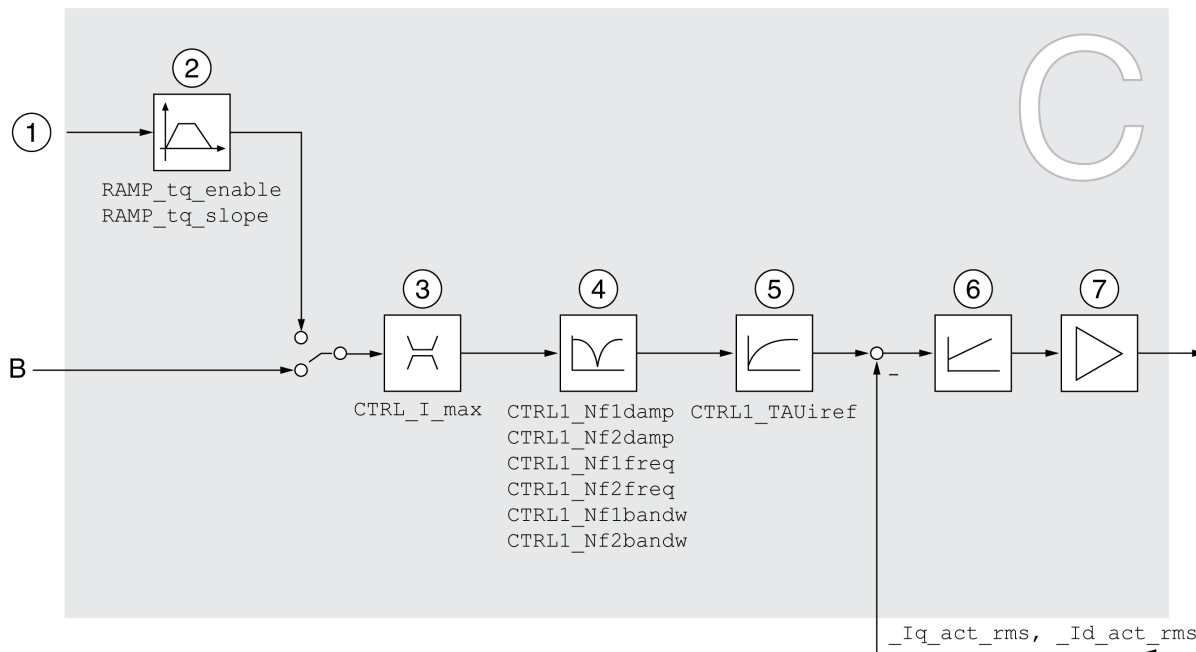 C
2
1
RAMP_tq_enable
RAMP_tq_slope
3
4
5
6
7
B
_
CTRL_I_max
CTRL1_Nf1damp
CTRL1_Nf2damp
CTRL1_Nf1freq
CTRL1_Nf2freq
CTRL1_Nf1bandw
CTRL1_Nf2bandw
CTRL1_TAUiref
_Iq_act_rms, _Id_act_rms